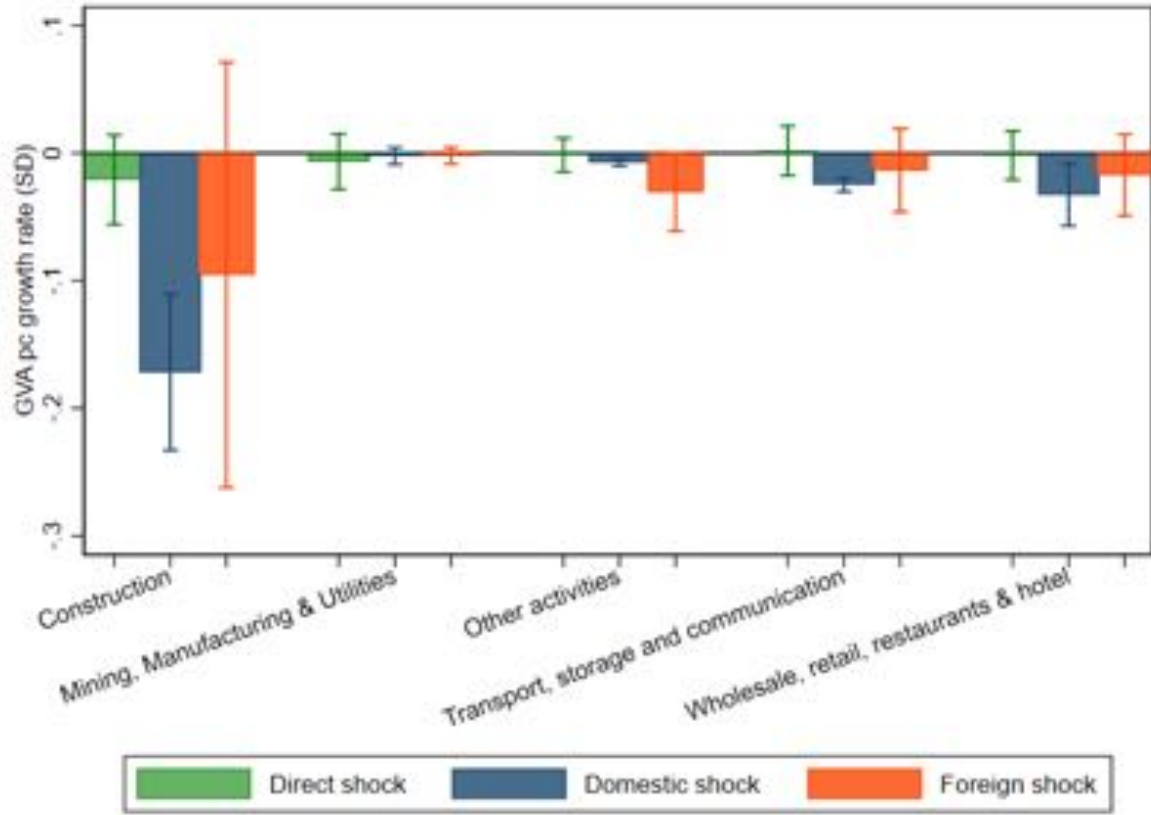 GVA pc growth rate (SD)
.1
0
-.1
-.2
-.3
Construction
Mining, Manufacturing & Utilities
Other activities
Transport, storage and communication
Wholesale, retail, restaurants & hotel
Direct shock
Domestic shock
Foreign shock